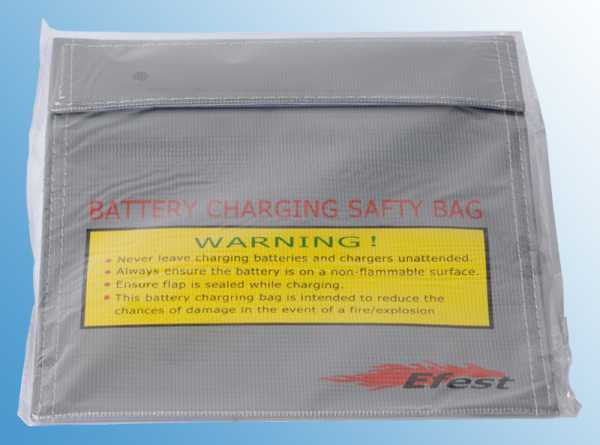 BATTERY CHARGING SAFTY BAG
WARNING!
• Never leave charging batteries and chargers unattended.
• Always ensure the battery is on a non-flammable surface.
• Ensure flap is sealed while charging.
• This battery chargring bag is intended to reduce the
chances of damage in the event of a fire/explosion
Efest